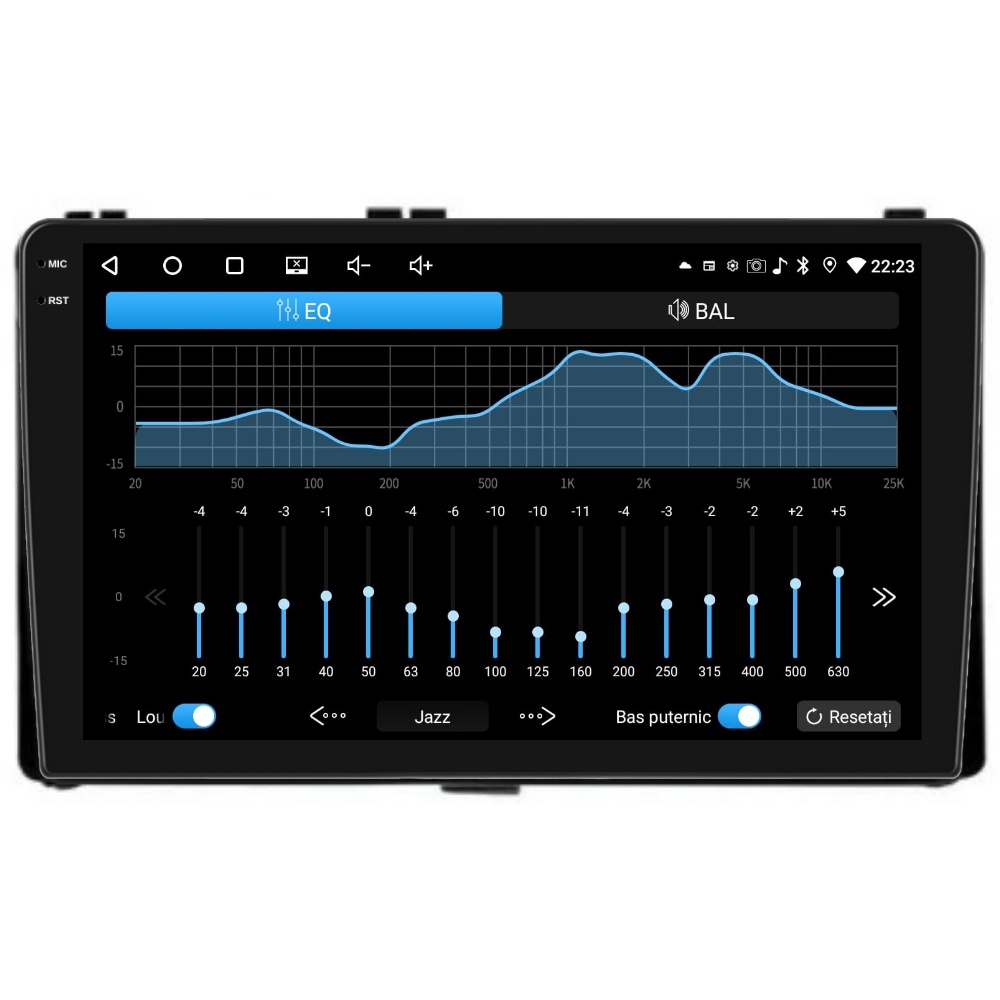 MIC
22:23
RST
EQ
BAL
15
0
-15
20 50 100 200 500 1K 2K 5K 10K 25K
-4 -4 -3 -1 0 -4 -6 -10 -10 -11 -4 -3 -2 -2 +2 +5
15
0
-15
20 25 31 40 50 63 80 100 125 160 200 250 315 400 500 630
s Lou Jazz Bas puternic Resetați